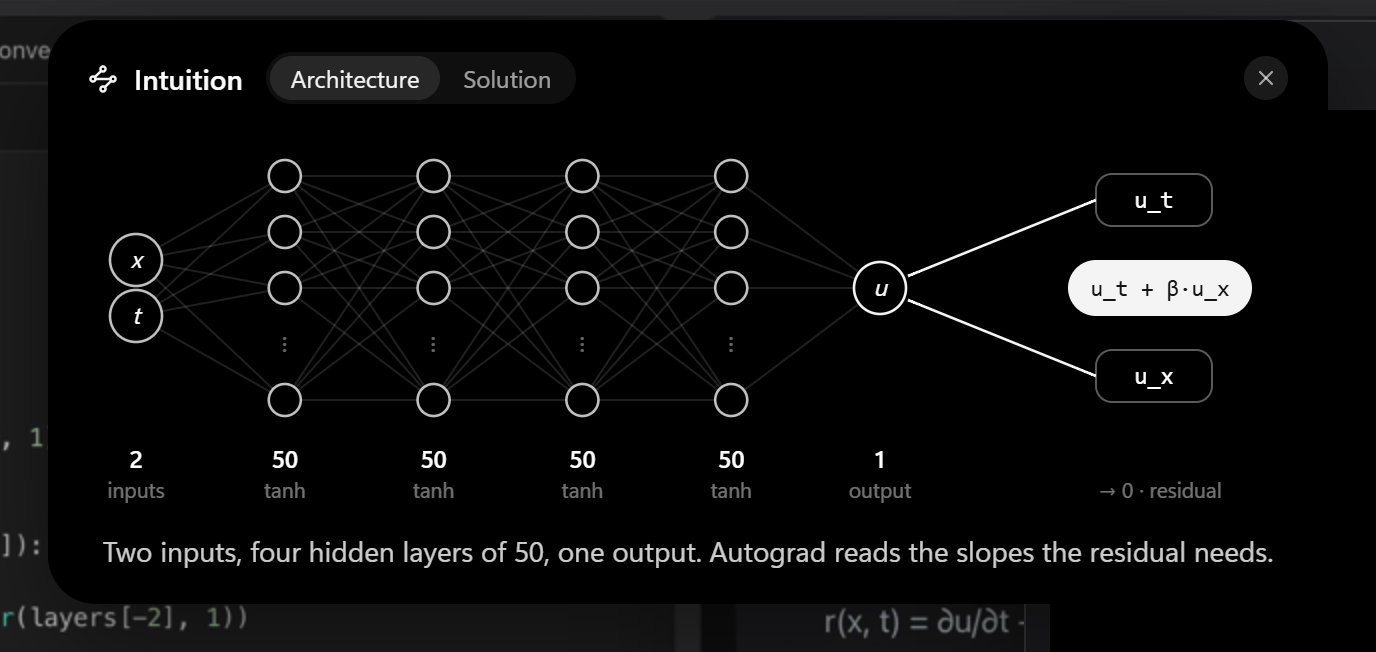 onve
Intuition
Architecture
Solution
x
t
u
u_t
u_t + β·u_x
u_x
⋮ ⋮ ⋮ ⋮
2 50 50 50 50 1
inputs tanh tanh tanh tanh output → 0 · residual
Two inputs, four hidden layers of 50, one output. Autograd reads the slopes the residual needs.
, 1
]):
r(layers[-2], 1))
r(x, t) = ∂u/∂t -